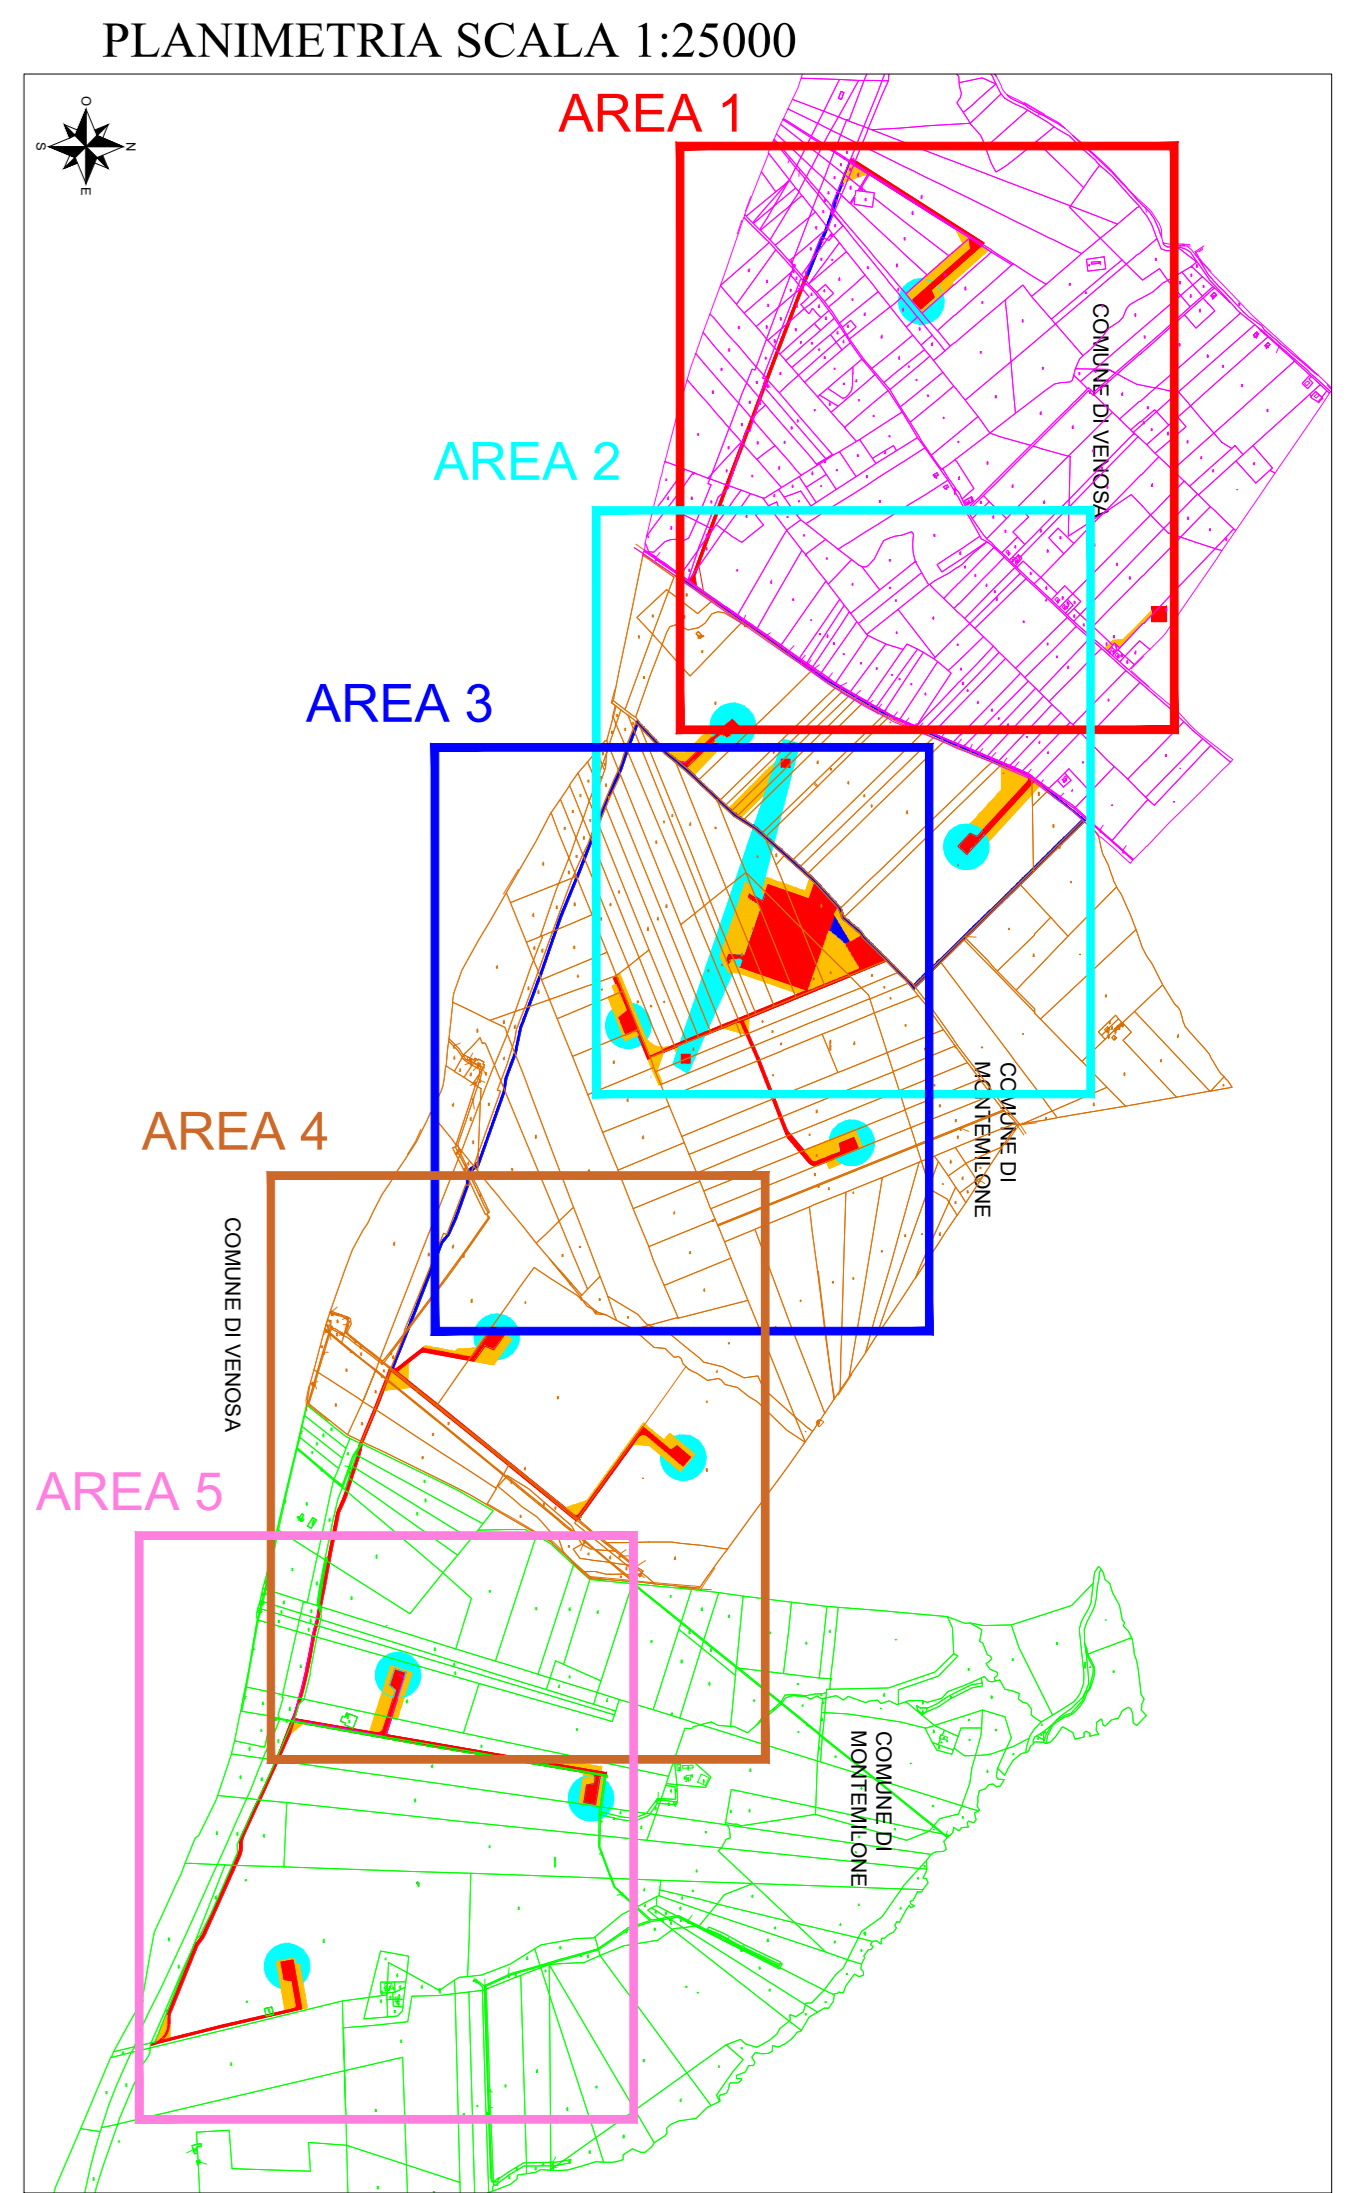 PLANIMETRIA SCALA 1:25000
O
S
N
E
AREA 1
COMUNE DI VENOSA
AREA 2
AREA 3
COMUNE DI
MONTEMILONE
AREA 4
COMUNE DI VENOSA
AREA 5
COMUNE DI
MONTEMILONE